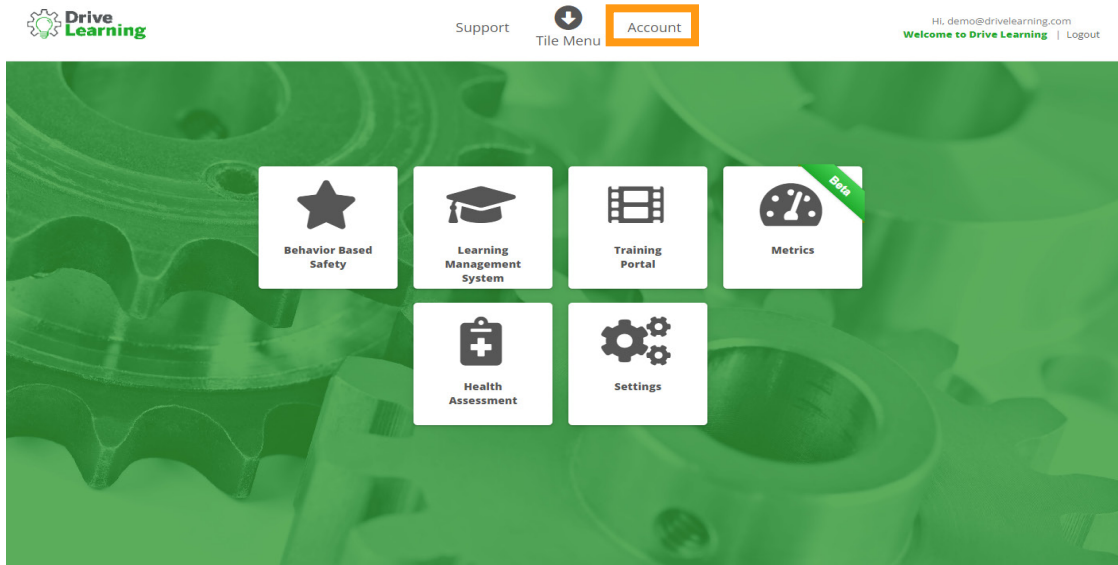 Drive
Learning
Support
Tile Menu
Account
Hi, demo@drivelearning.com
Welcome to Drive Learning | Logout
Behavior Based
Safety
Learning
Management
System
Training
Portal
Beta
Metrics
Health
Assessment
Settings